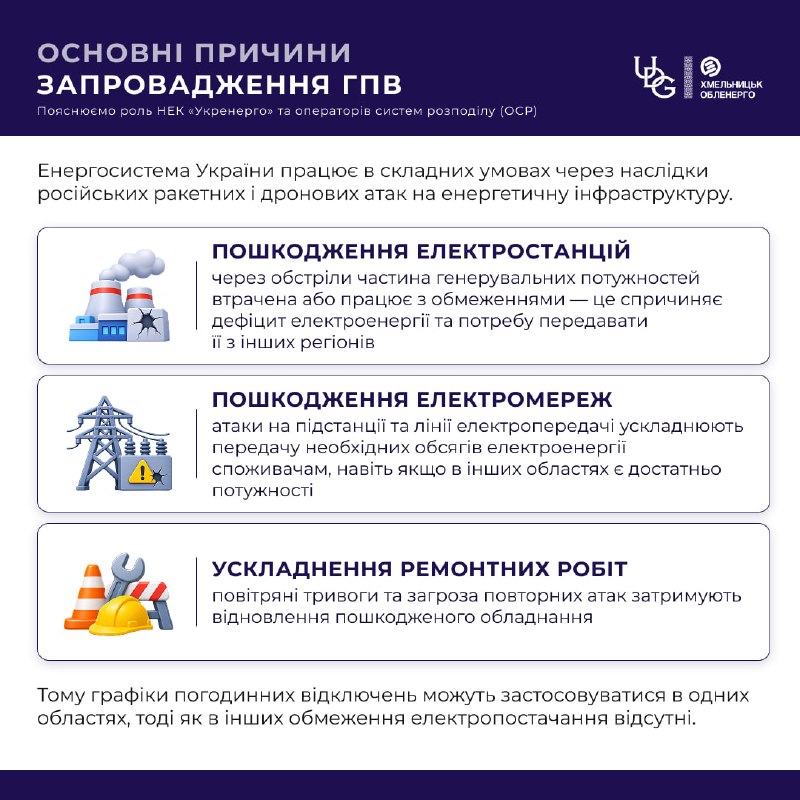 ОСНОВНІ ПРИЧИНИ
ЗАПРОВАДЖЕННЯ ГПВ
Пояснюємо роль НЕК «Укренерго» та операторів систем розподілу (ОСР)
UDG
ХМЕЛЬНИЦЬК
ОБЛЕНЕРГО
Енергосистема України працює в складних умовах через наслідки
російських ракетних і дронових атак на енергетичну інфраструктуру.
ПОШКОДЖЕННЯ ЕЛЕКТРОСТАНЦІЙ
через обстріли частина генерувальних потужностей
втрачена або працює з обмеженнями — це спричиняє
дефіцит електроенергії та потребу передавати
її з інших регіонів
ПОШКОДЖЕННЯ ЕЛЕКТРОМЕРЕЖ
атаки на підстанції та лінії електропередачі ускладнюють
передачу необхідних обсягів електроенергії
споживачам, навіть якщо в інших областях є достатньо
потужності
УСКЛАДНЕННЯ РЕМОНТНИХ РОБІТ
повітряні тривоги та загроза повторних атак затримують
відновлення пошкодженого обладнання
Тому графіки погодинних відключень можуть застосовуватися в одних
областях, тоді як в інших обмеження електропостачання відсутні.